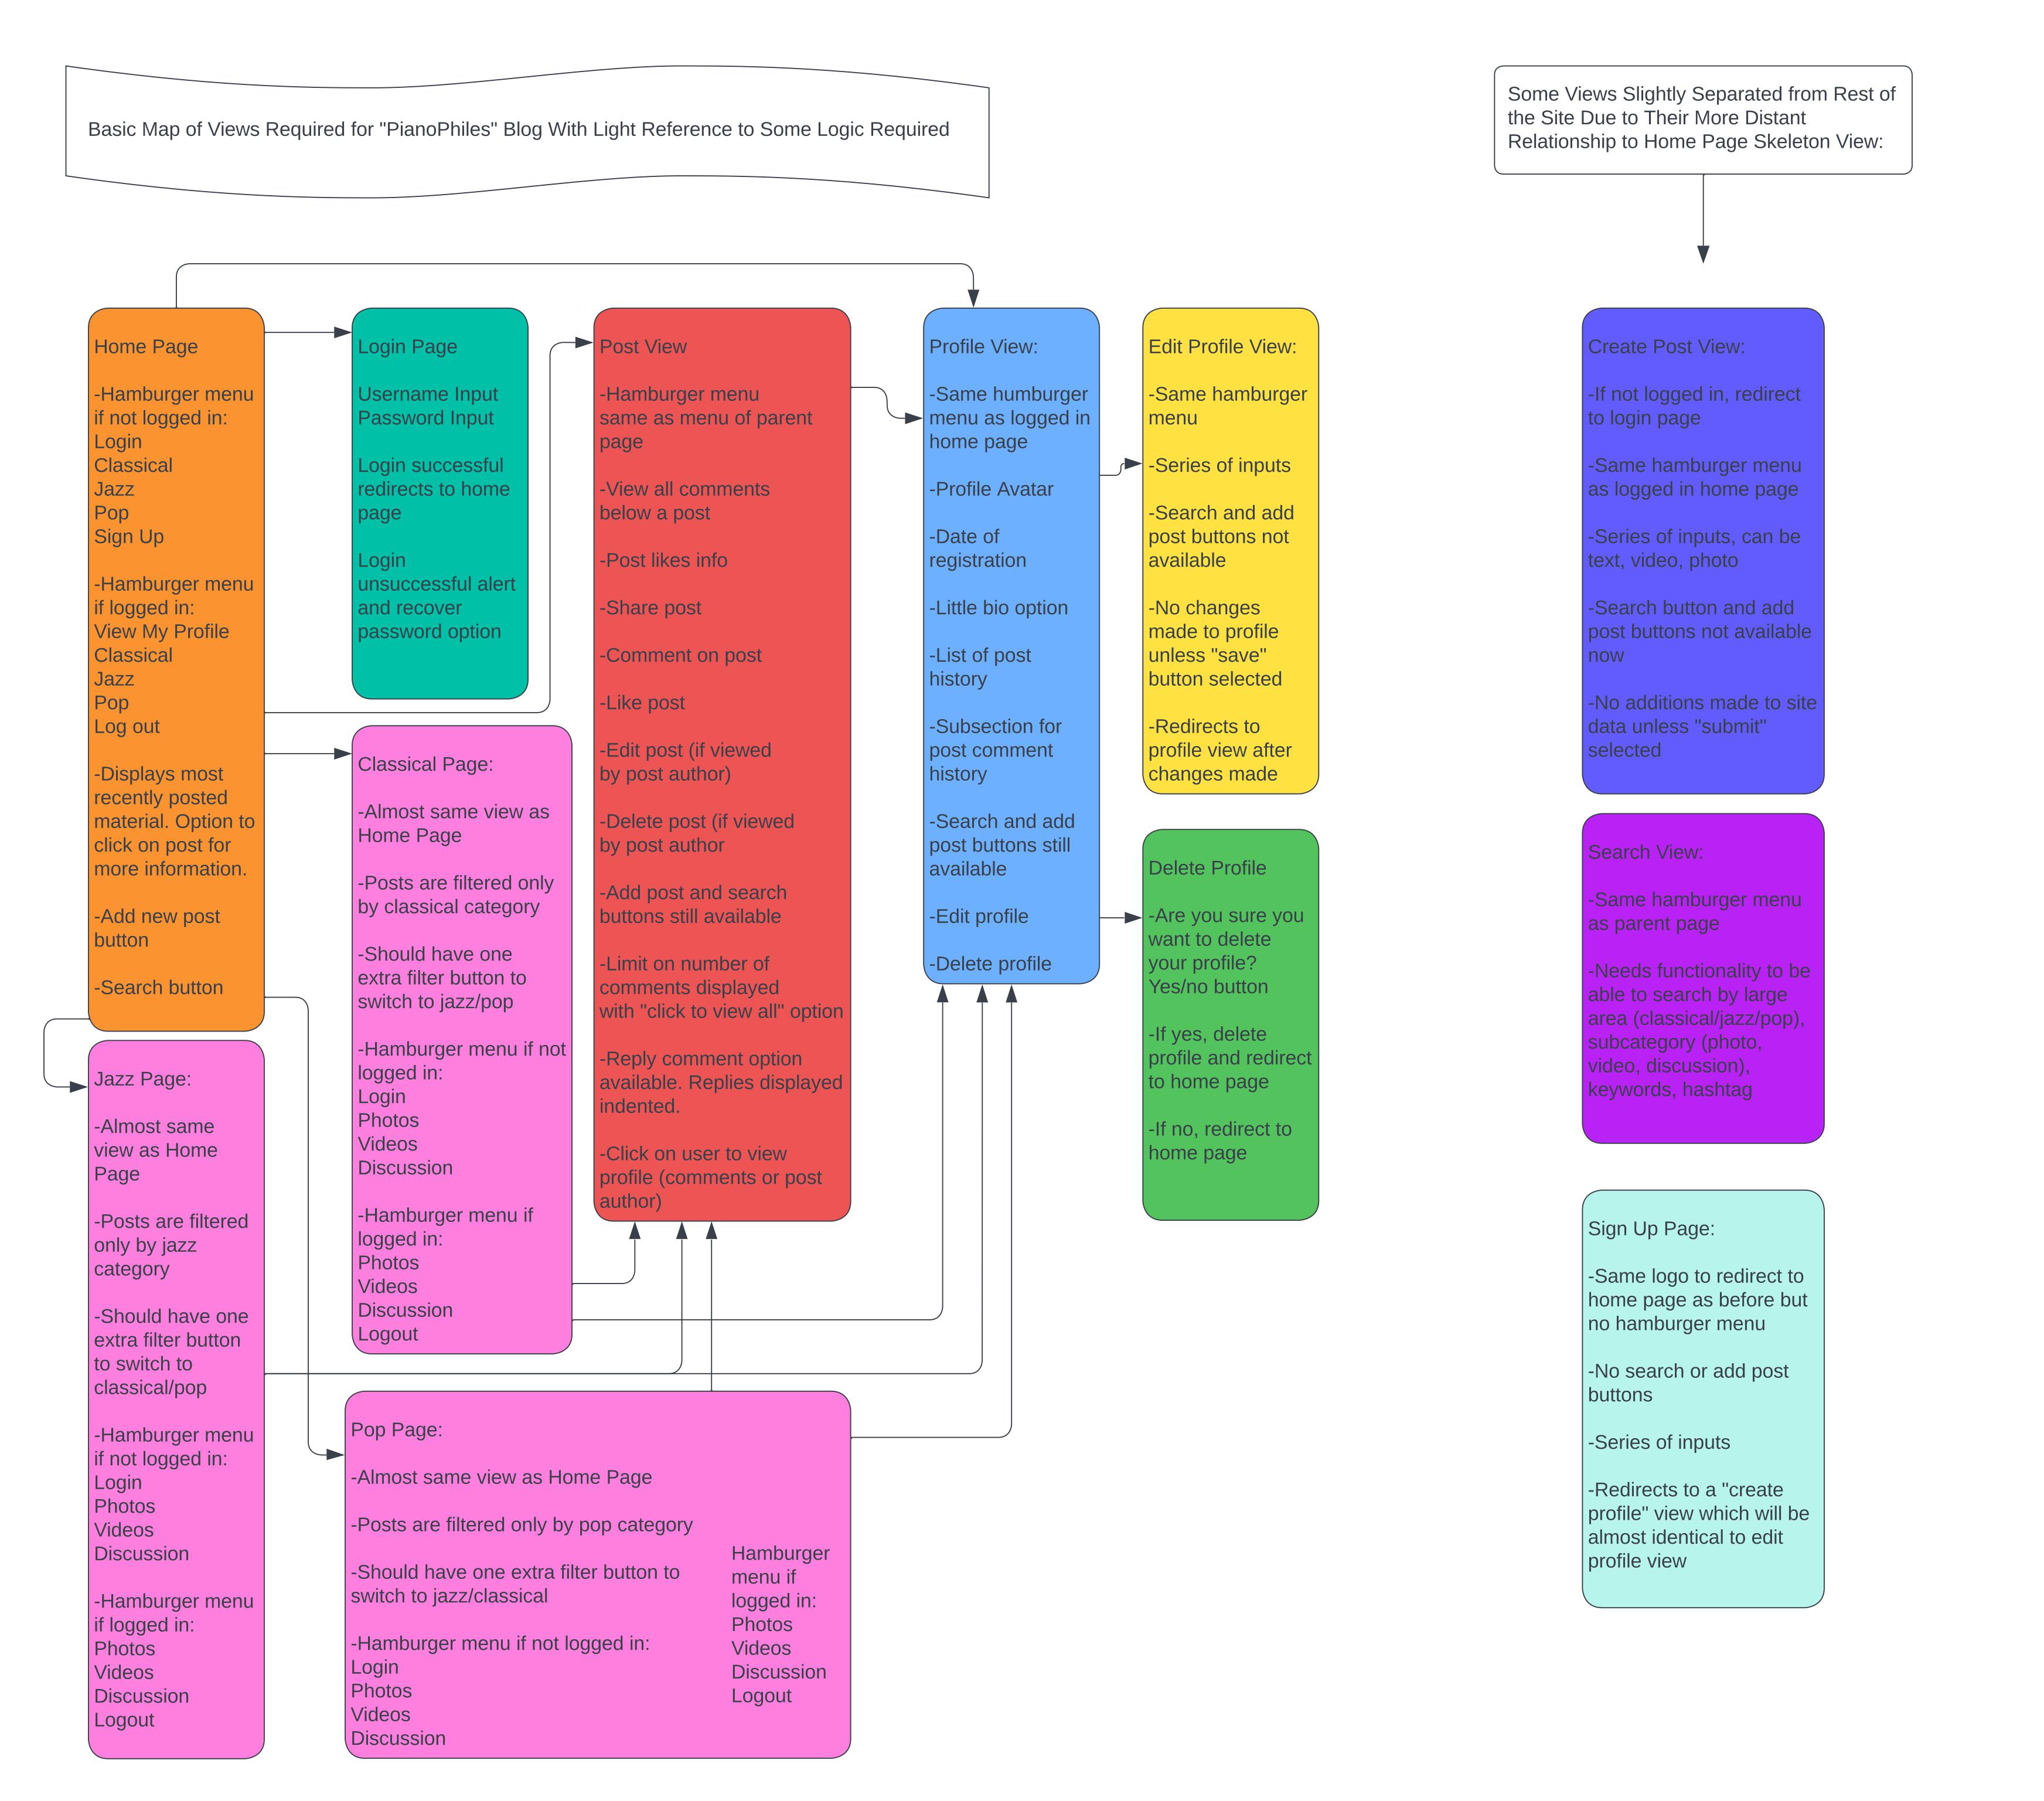 Basic Map of Views Required for "PianoPhiles" Blog With Light Reference to Some Logic Required
Some Views Slightly Separated from Rest of
the Site Due to Their More Distant
Relationship to Home Page Skeleton View:
Home Page
-Hamburger menu
if not logged in:
Login
Classical
Jazz
Pop
Sign Up
-Hamburger menu
if logged in:
View My Profile
Classical
Jazz
Pop
Log out
-Displays most
recently posted
material. Option to
click on post for
more information.
-Add new post
button
-Search button
Login Page
Username Input
Password Input
Login successful
redirects to home
page
Login
unsuccessful alert
and recover
password option
Post View
-Hamburger menu
same as menu of parent
page
-View all comments
below a post
-Post likes info
-Share post
-Comment on post
-Like post
-Edit post (if viewed
by post author)
-Delete post (if viewed
by post author
-Add post and search
buttons still available
-Limit on number of
comments displayed
with "click to view all" option
-Reply comment option
available. Replies displayed
indented.
-Click on user to view
profile (comments or post
author)
Profile View:
-Same humburger
menu as logged in
home page
-Profile Avatar
-Date of
registration
-Little bio option
-List of post
history
-Subsection for
post comment
history
-Search and add
post buttons still
available
-Edit profile
-Delete profile
Edit Profile View:
-Same hamburger
menu
-Series of inputs
-Search and add
post buttons not
available
-No changes
made to profile
unless "save"
button selected
-Redirects to
profile view after
changes made
Create Post View:
-If not logged in, redirect
to login page
-Same hamburger menu
as logged in home page
-Series of inputs, can be
text, video, photo
-Search button and add
post buttons not available
now
-No additions made to site
data unless "submit"
selected
Classical Page:
-Almost same view as
Home Page
-Posts are filtered only
by classical category
-Should have one
extra filter button to
switch to jazz/pop
-Hamburger menu if not
logged in:
Login
Photos
Videos
Discussion
-Hamburger menu if
logged in:
Photos
Videos
Discussion
Logout
Delete Profile
-Are you sure you
want to delete
your profile?
Yes/no button
-If yes, delete
profile and redirect
to home page
-If no, redirect to
home page
Search View:
-Same hamburger menu
as parent page
-Needs functionality to be
able to search by large
area (classical/jazz/pop),
subcategory (photo,
video, discussion),
keywords, hashtag
Jazz Page:
-Almost same
view as Home
Page
-Posts are filtered
only by jazz
category
-Should have one
extra filter button
to switch to
classical/pop
-Hamburger menu
if not logged in:
Login
Photos
Videos
Discussion
-Hamburger menu
if logged in:
Photos
Videos
Discussion
Logout
Pop Page:
-Almost same view as Home Page
-Posts are filtered only by pop category
-Should have one extra filter button to
switch to jazz/classical
-Hamburger menu if not logged in:
Login
Photos
Videos
Discussion
Hamburger
menu if
logged in:
Photos
Videos
Discussion
Logout
Sign Up Page:
-Same logo to redirect to
home page as before but
no hamburger menu
-No search or add post
buttons
-Series of inputs
-Redirects to a "create
profile" view which will be
almost identical to edit
profile view